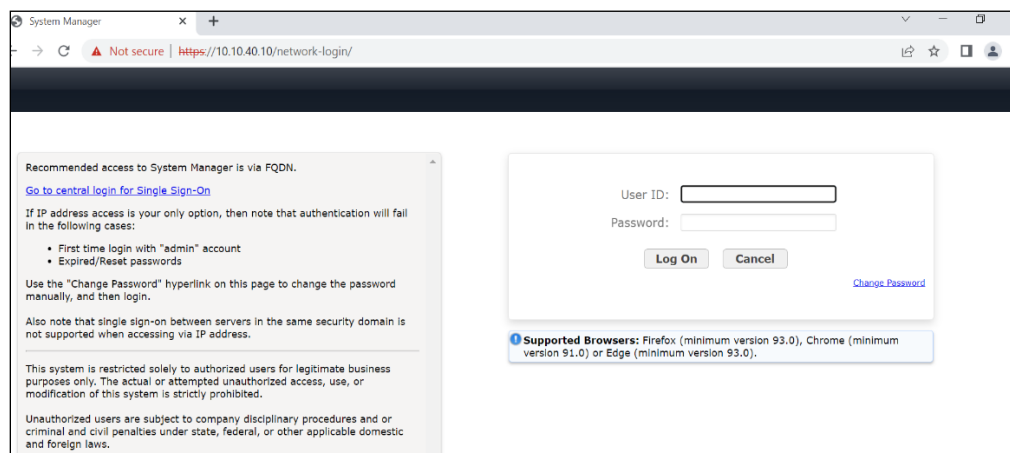 System Manager
Not secure | https://10.10.40.10/network-login/
Recommended access to System Manager is via FQDN.
Go to central login for Single Sign-On
If IP address access is your only option, then note that authentication will fail
in the following cases:
• First time login with "admin" account
• Expired/Reset passwords
Use the "Change Password" hyperlink on this page to change the password
manually, and then login.
Also note that single sign-on between servers in the same security domain is
not supported when accessing via IP address.
This system is restricted solely to authorized users for legitimate business
purposes only. The actual or attempted unauthorized access, use, or
modification of this system is strictly prohibited.
Unauthorized users are subject to company disciplinary procedures and or
criminal and civil penalties under state, federal, or other applicable domestic
and foreign laws.
User ID:
Password:
Log On Cancel
Change Password
Supported Browsers: Firefox (minimum version 93.0), Chrome (minimum
version 91.0) or Edge (minimum version 93.0).